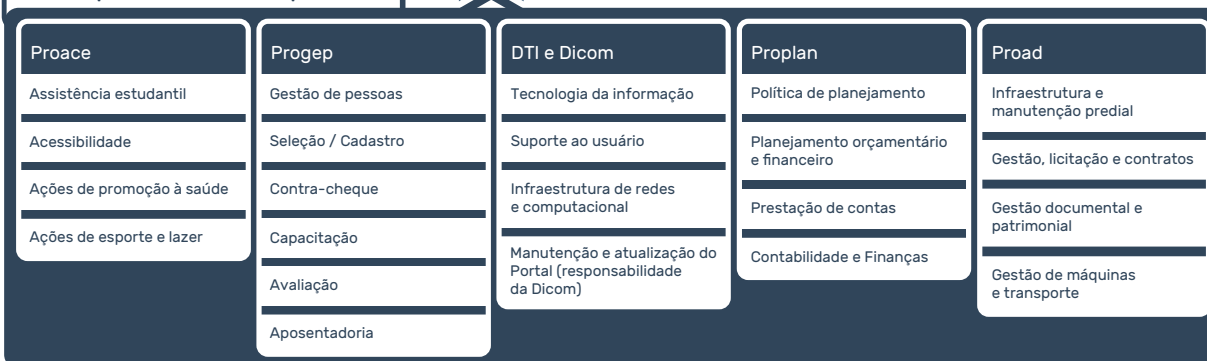 Proace
Assistência estudantil
Acessibilidade
Ações de promoção à saúde
Ações de esporte e lazer
Progep
Gestão de pessoas
Seleção / Cadastro
Contra-cheque
Capacitação
Avaliação
Aposentadoria
DTI e Dicom
Tecnologia da informação
Suporte ao usuário
Infraestrutura de redes
e computacional
Manutenção e atualização do
Portal (responsabilidade
da Dicom)
Proplan
Política de planejamento
Planejamento orçamentário
e financeiro
Prestação de contas
Contabilidade e Finanças
Proad
Infraestrutura e
manutenção predial
Gestão, licitação e contratos
Gestão documental e
patrimonial
Gestão de máquinas
e transporte